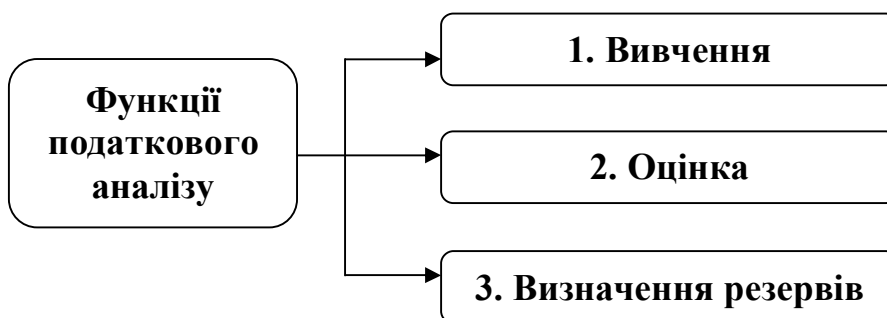 Функції
податкового
аналізу
1. Вивчення
2. Оцінка
3. Визначення резервів